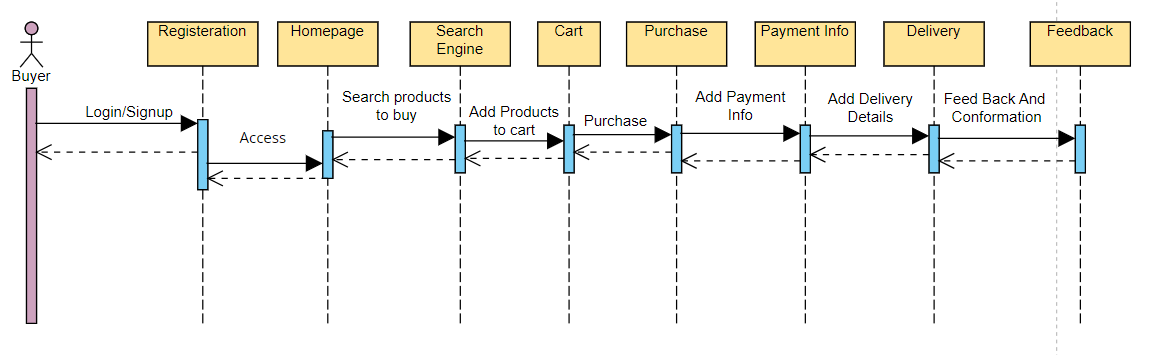 Registeration
Homepage
Search
Engine
Cart
Purchase
Payment Info
Delivery
Feedback
Buyer
Login/Signup
Access
Search products
to buy
Add Products
to cart
Purchase
Add Payment
Info
Add Delivery
Details
Feed Back And
Conformation